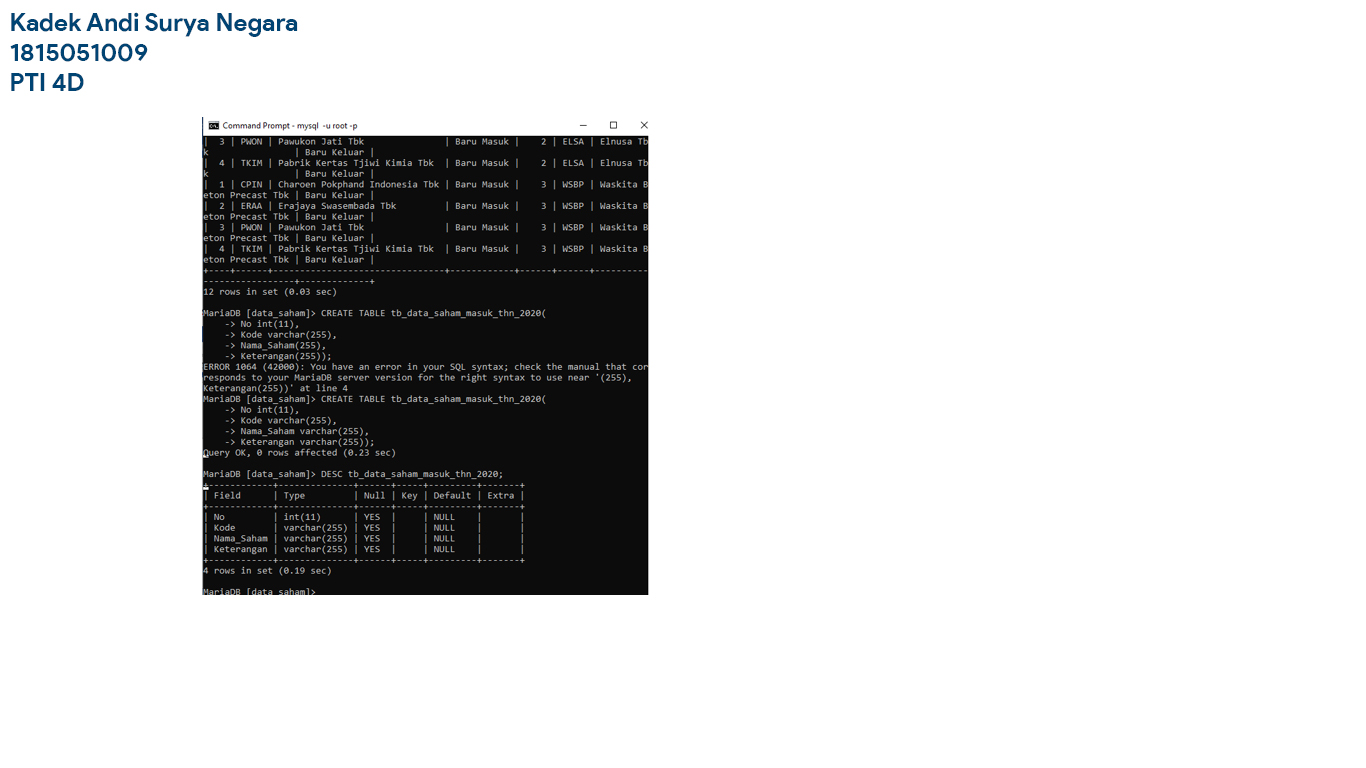 Kadek Andi Surya Negara
1815051009
PTI 4D
Command Prompt - mysql  -u root -p
|  3 | PWON | Pawukon Jati Tbk               | Baru Masuk |    2 | ELSA | Elnusa Tb
k                | Baru Keluar |
|  4 | TKIM | Pabrik Kertas Tjiwi Kimia Tbk  | Baru Masuk |    2 | ELSA | Elnusa Tb
k                | Baru Keluar |
|  1 | CPIN | Charoen Pokphand Indonesia Tbk | Baru Masuk |    3 | WSBP | Waskita B
eton Precast Tbk | Baru Keluar |
|  2 | ERAA | Erajaya Swasembada Tbk         | Baru Masuk |    3 | WSBP | Waskita B
eton Precast Tbk | Baru Keluar |
|  3 | PWON | Pawukon Jati Tbk               | Baru Masuk |    3 | WSBP | Waskita B
eton Precast Tbk | Baru Keluar |
|  4 | TKIM | Pabrik Kertas Tjiwi Kimia Tbk  | Baru Masuk |    3 | WSBP | Waskita B
eton Precast Tbk | Baru Keluar |
+----+------+--------------------------------+------------+------+------+----------
-----------------+-------------+
12 rows in set (0.03 sec)
MariaDB [data_saham]> CREATE TABLE tb_data_saham_masuk_thn_2020(
    -> No int(11),
    -> Kode varchar(255),
    -> Nama_Saham(255),
    -> Keterangan(255));
ERROR 1064 (42000): You have an error in your SQL syntax; check the manual that cor
responds to your MariaDB server version for the right syntax to use near '(255),
Keterangan(255))' at line 4
MariaDB [data_saham]> CREATE TABLE tb_data_saham_masuk_thn_2020(
    -> No int(11),
    -> Kode varchar(255),
    -> Nama_Saham varchar(255),
    -> Keterangan varchar(255));
Query OK, 0 rows affected (0.23 sec)
MariaDB [data_saham]> DESC tb_data_saham_masuk_thn_2020;
+------------+--------------+------+-----+---------+-------+
| Field      | Type         | Null | Key | Default | Extra |
+------------+--------------+------+-----+---------+-------+
| No         | int(11)      | YES  |     | NULL    |       |
| Kode       | varchar(255) | YES  |     | NULL    |       |
| Nama_Saham | varchar(255) | YES  |     | NULL    |       |
| Keterangan | varchar(255) | YES  |     | NULL    |       |
+------------+--------------+------+-----+---------+-------+
4 rows in set (0.19 sec)
MariaDB [data_saham]>